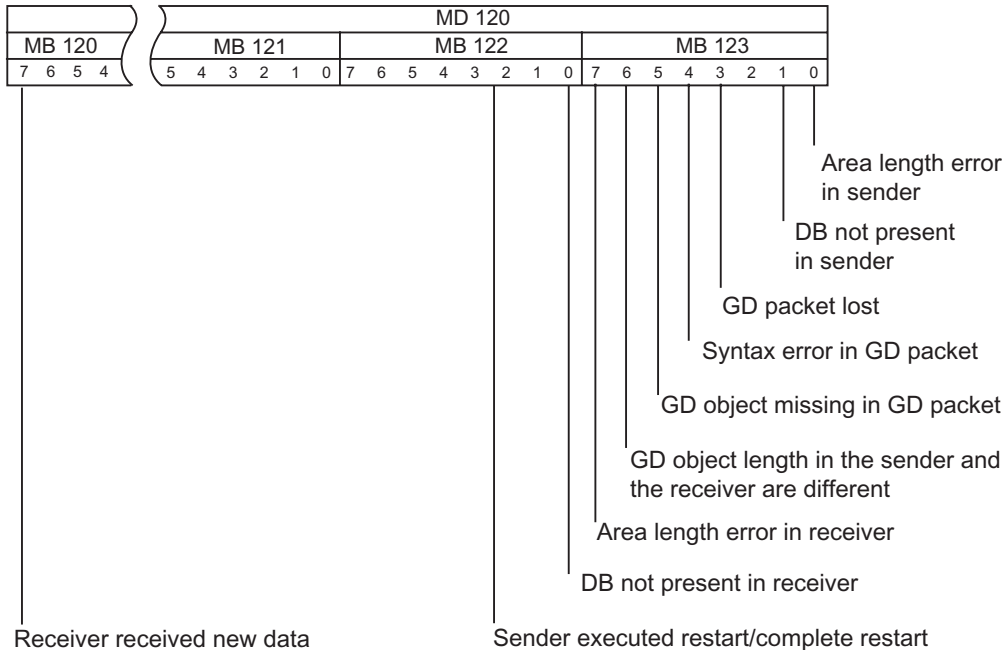 MD 120
MB 120 MB 121 MB 122 MB 123
7 6 5 4 5 4 3 2 1 0 7 6 5 4 3 2 1 0 7 6 5 4 3 2 1 0
Area length error
in sender
DB not present
in sender
GD packet lost
Syntax error in GD packet
GD object missing in GD packet
GD object length in the sender and
the receiver are different
Area length error in receiver
DB not present in receiver
Receiver received new data
Sender executed restart/complete restart